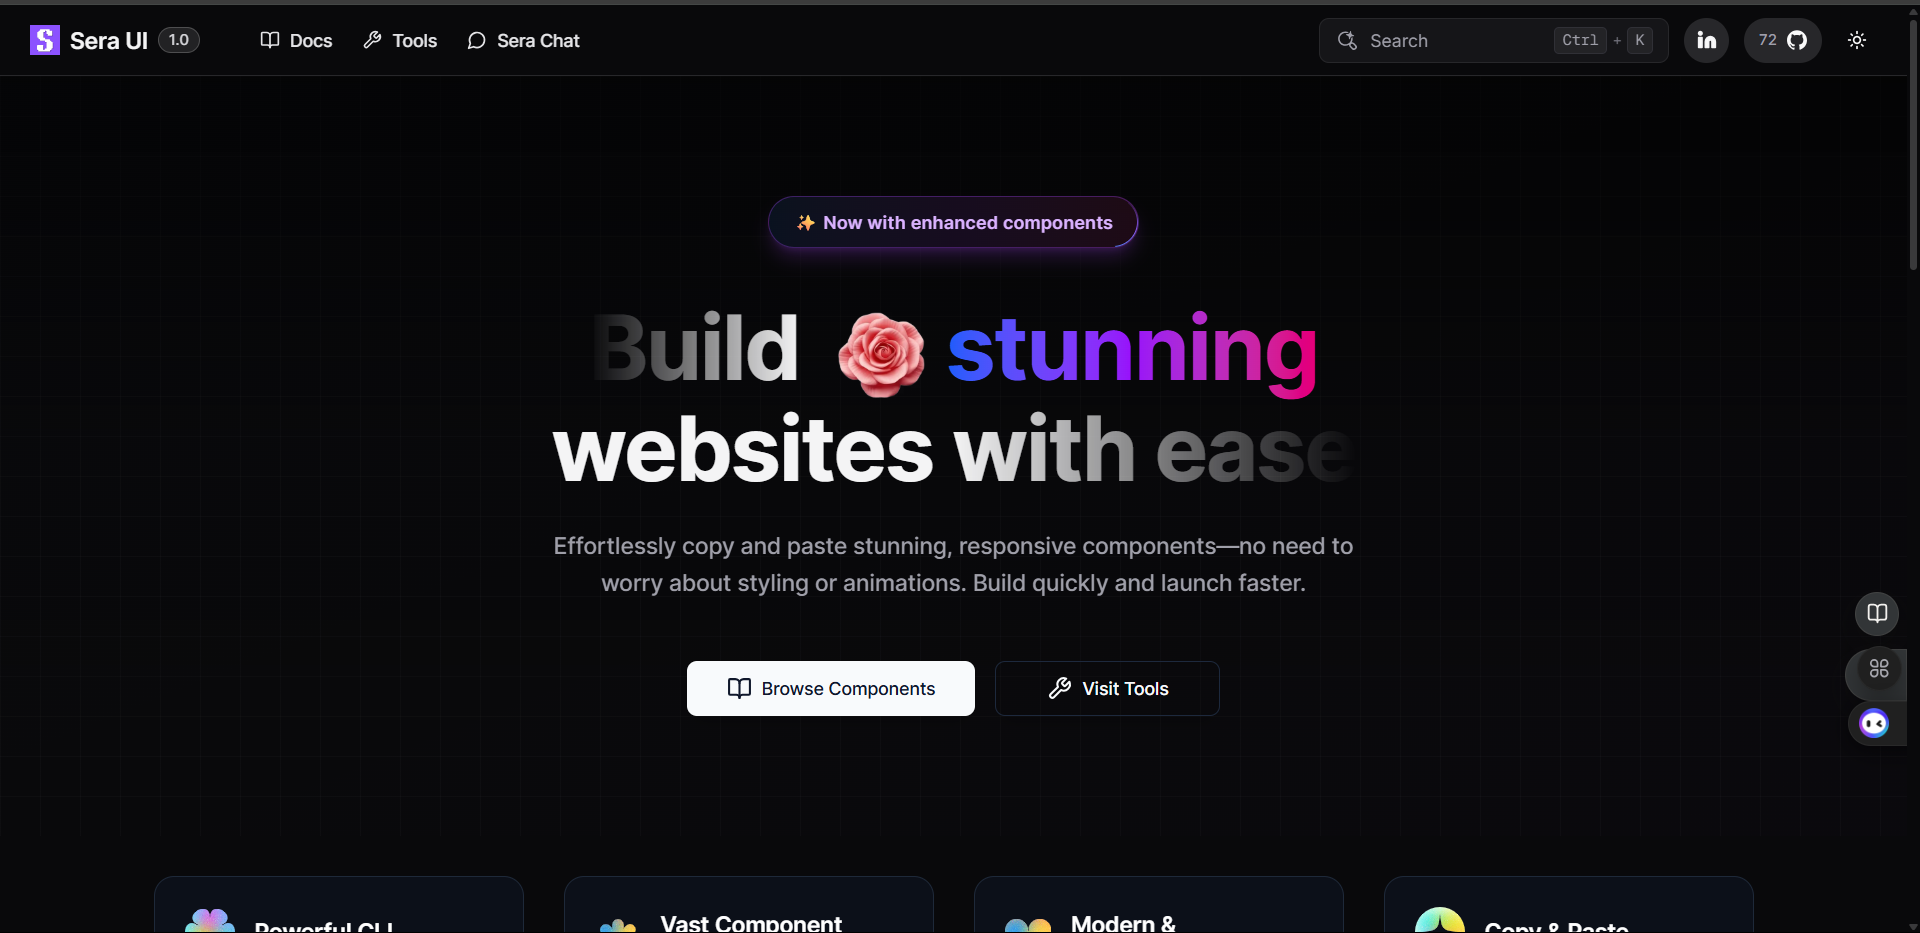 Sera UI 1.0 Docs Tools Sera Chat Search Ctrl + K 72
✨ Now with enhanced components
Build stunning
websites with ease
Effortlessly copy and paste stunning, responsive components—no need to
worry about styling or animations. Build quickly and launch faster.
Browse Components Visit Tools
Powerful CLI Vast Component Modern & Copy & Paste